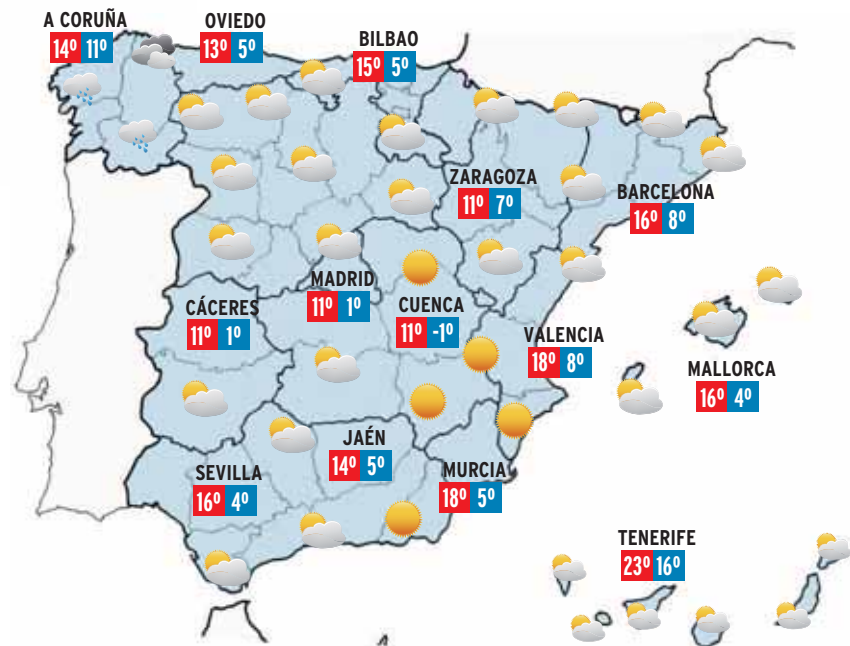 A CORUÑA
14º 11º
OVIEDO
13º 5º
BILBAO
15º 5º
ZARAGOZA
11º 7º
BARCELONA
16º 8º
MADRID
11º 1º
CÁCERES
11º 1º
CUENCA
11º -1º
VALENCIA
18º 8º
MALLORCA
16º 4º
JAÉN
14º 5º
SEVILLA
16º 4º
MURCIA
18º 5º
TENERIFE
23º 16º